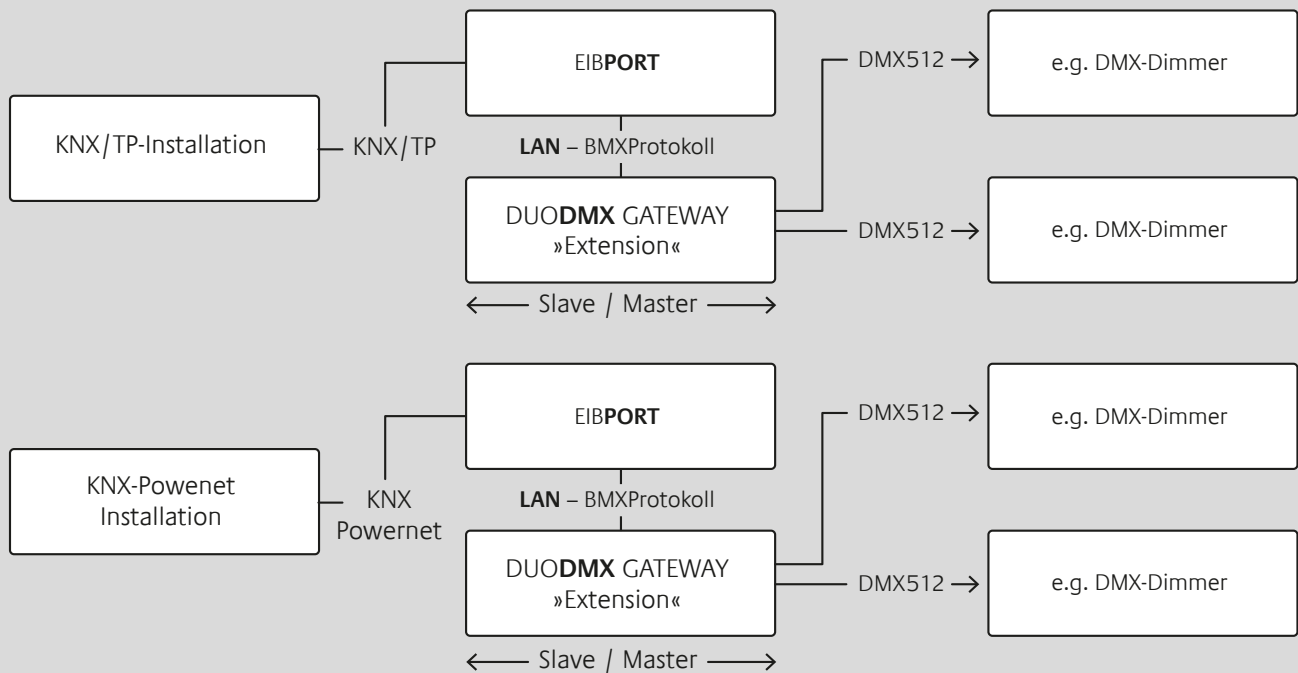 EIBPORT
DMX512
e.g. DMX-Dimmer
KNX/TP-Installation
KNX/TP
LAN – BMXProtokoll
DUODMX GATEWAY
»Extension«
DMX512
e.g. DMX-Dimmer
Slave / Master
EIBPORT
DMX512
e.g. DMX-Dimmer
KNX-Powenet
Installation
KNX
Powernet
LAN – BMXProtokoll
DUODMX GATEWAY
»Extension«
DMX512
e.g. DMX-Dimmer
Slave / Master